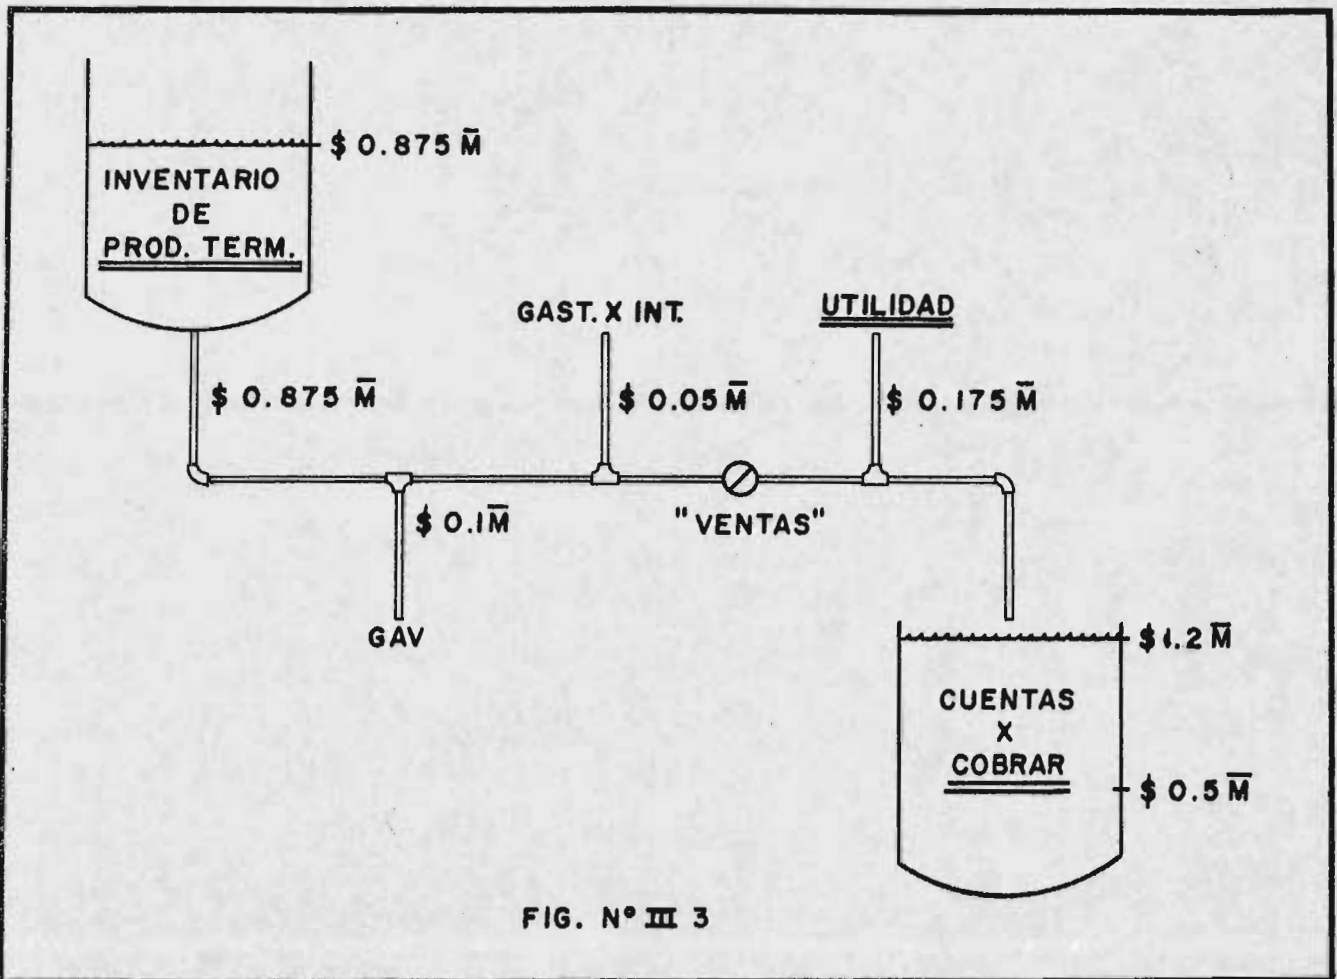 $ 0.875 M̄
INVENTARIO
DE
PROD. TERM.
GAST. X INT.
UTILIDAD
$ 0.875 M̄
$ 0.05 M̄
$ 0.175 M̄
$ 0.1 M̄
"VENTAS"
GAV
$ 1.2 M̄
CUENTAS
X
COBRAR
$ 0.5 M̄
FIG. Nº III 3